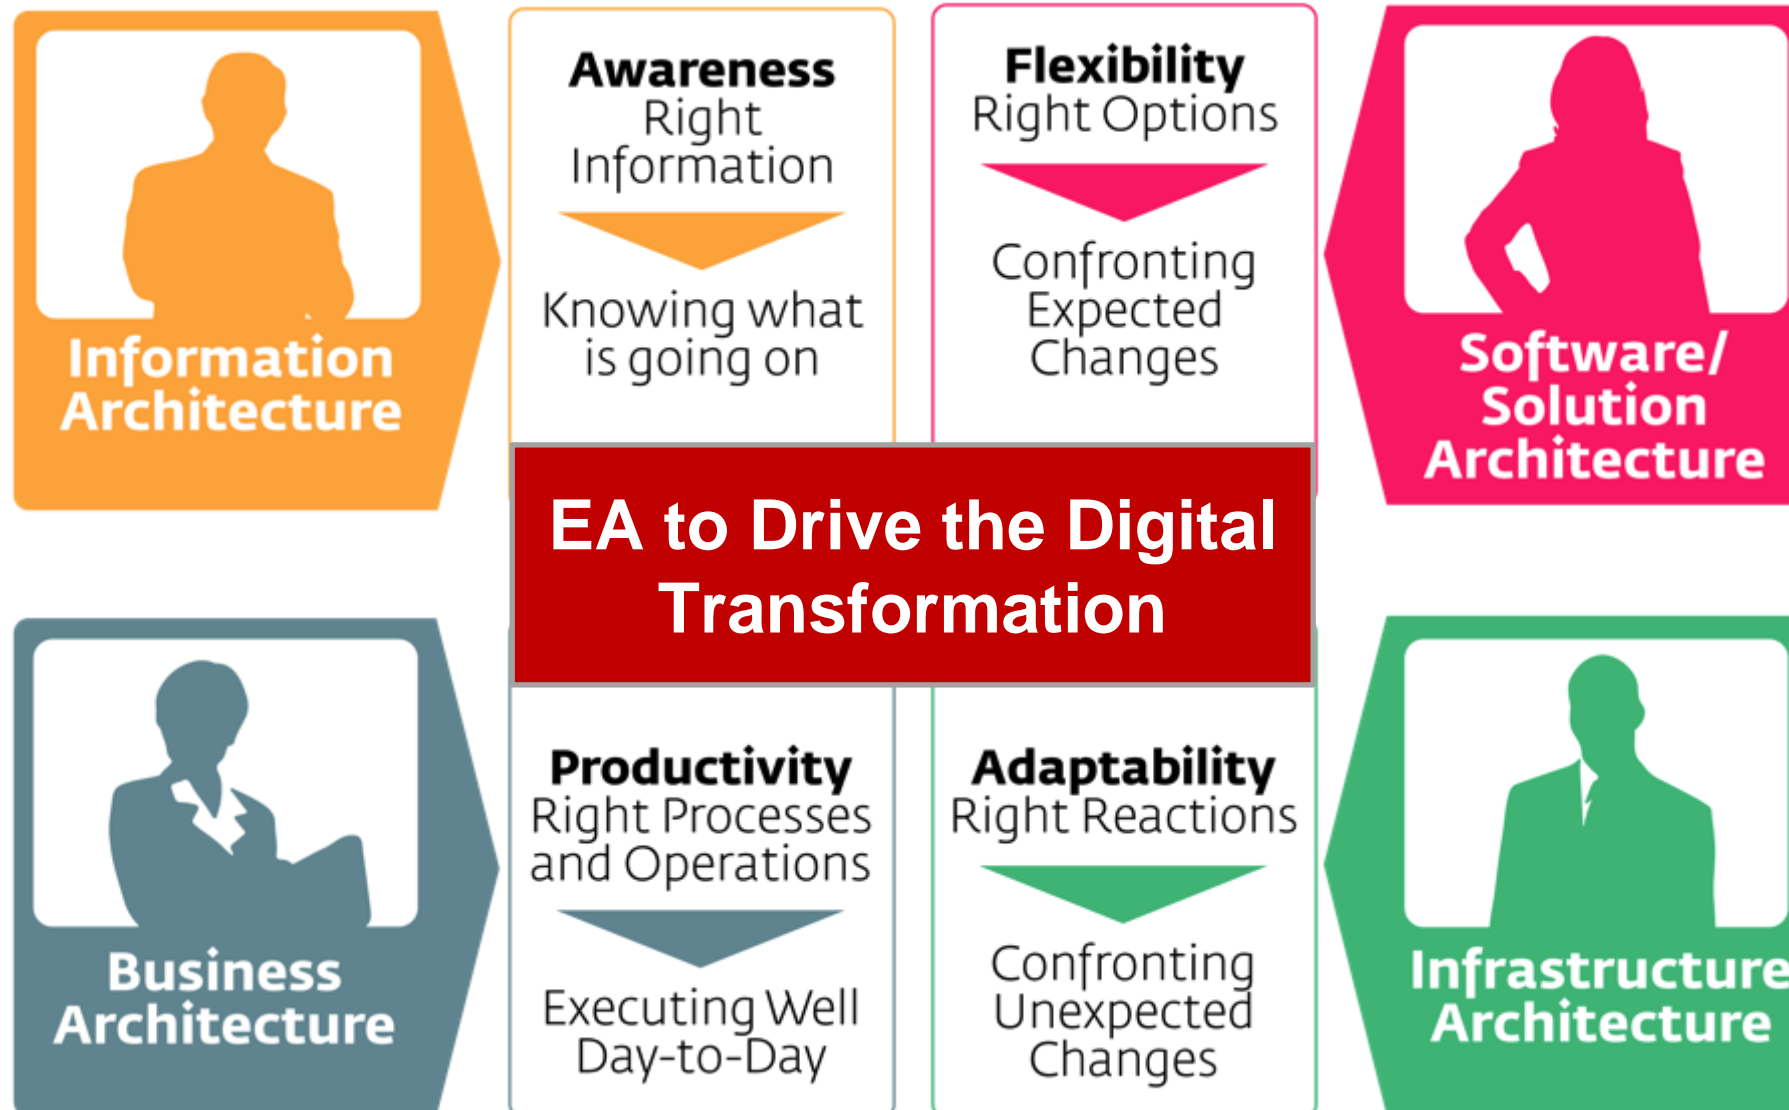 Information
Architecture
Awareness
Right
Information
Knowing what
is going on
Flexibility
Right Options
Confronting
Expected
Changes
Software/
Solution
Architecture
EA to Drive the Digital
Transformation
Business
Architecture
Productivity
Right Processes
and Operations
Executing Well
Day-to-Day
Adaptability
Right Reactions
Confronting
Unexpected
Changes
Infrastructure
Architecture